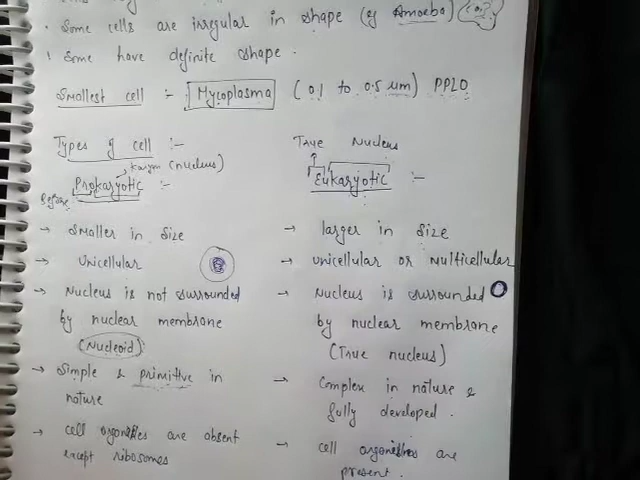 · Some cells are irregular in shape (eg Amoeba)
· Some have definite shape.
Smallest cell :- Mycoplasma (0.1 to 0.5 µm) PPLO
Types of cell :-
Karyon (nucleus)
Prokaryotic :-
Before
→ Smaller in size
→ Unicellular
→ Nucleus is not surrounded
by nuclear membrane
(Nucleoid)
→ Simple & primitive in
nature
→ cell organelles are absent
except ribosomes
True Nucleus
Eukaryotic :-
→ larger in size
→ unicellular or multicellular
→ Nucleus is surrounded
by nuclear membrane
(True nucleus)
→ Complex in nature &
fully developed.
→ cell organelles are
present.